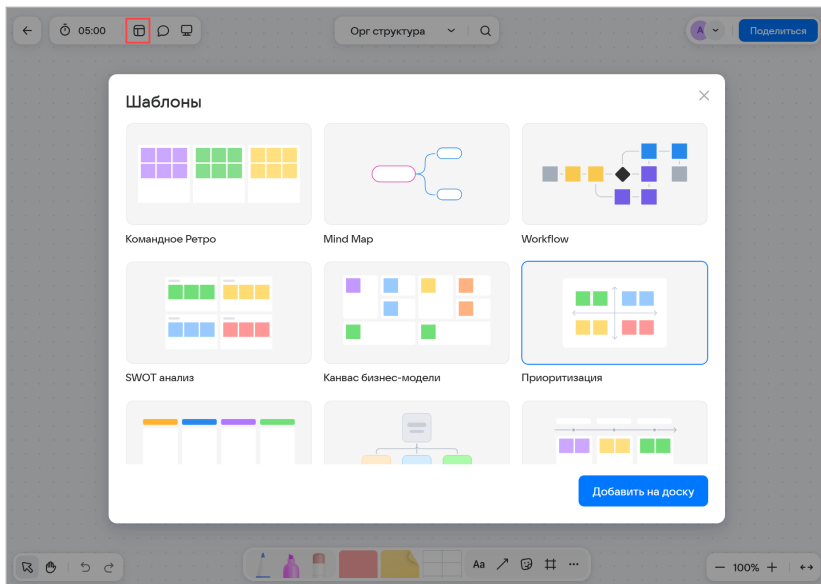 05:00
Орг структура
A
Поделиться
Шаблоны
Командное Ретро
Mind Map
Workflow
SWOT анализ
Канвас бизнес-модели
Приоритизация
Добавить на доску
Aa
100%